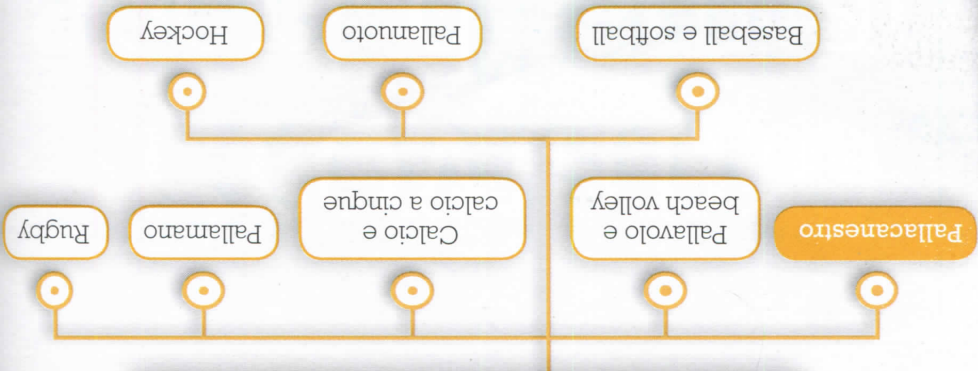 Pallacanestro
Pallavolo e
beach volley
Calcio e
calcio a cinque
Pallamano
Rugby
Baseball e softball
Pallanuoto
Hockey